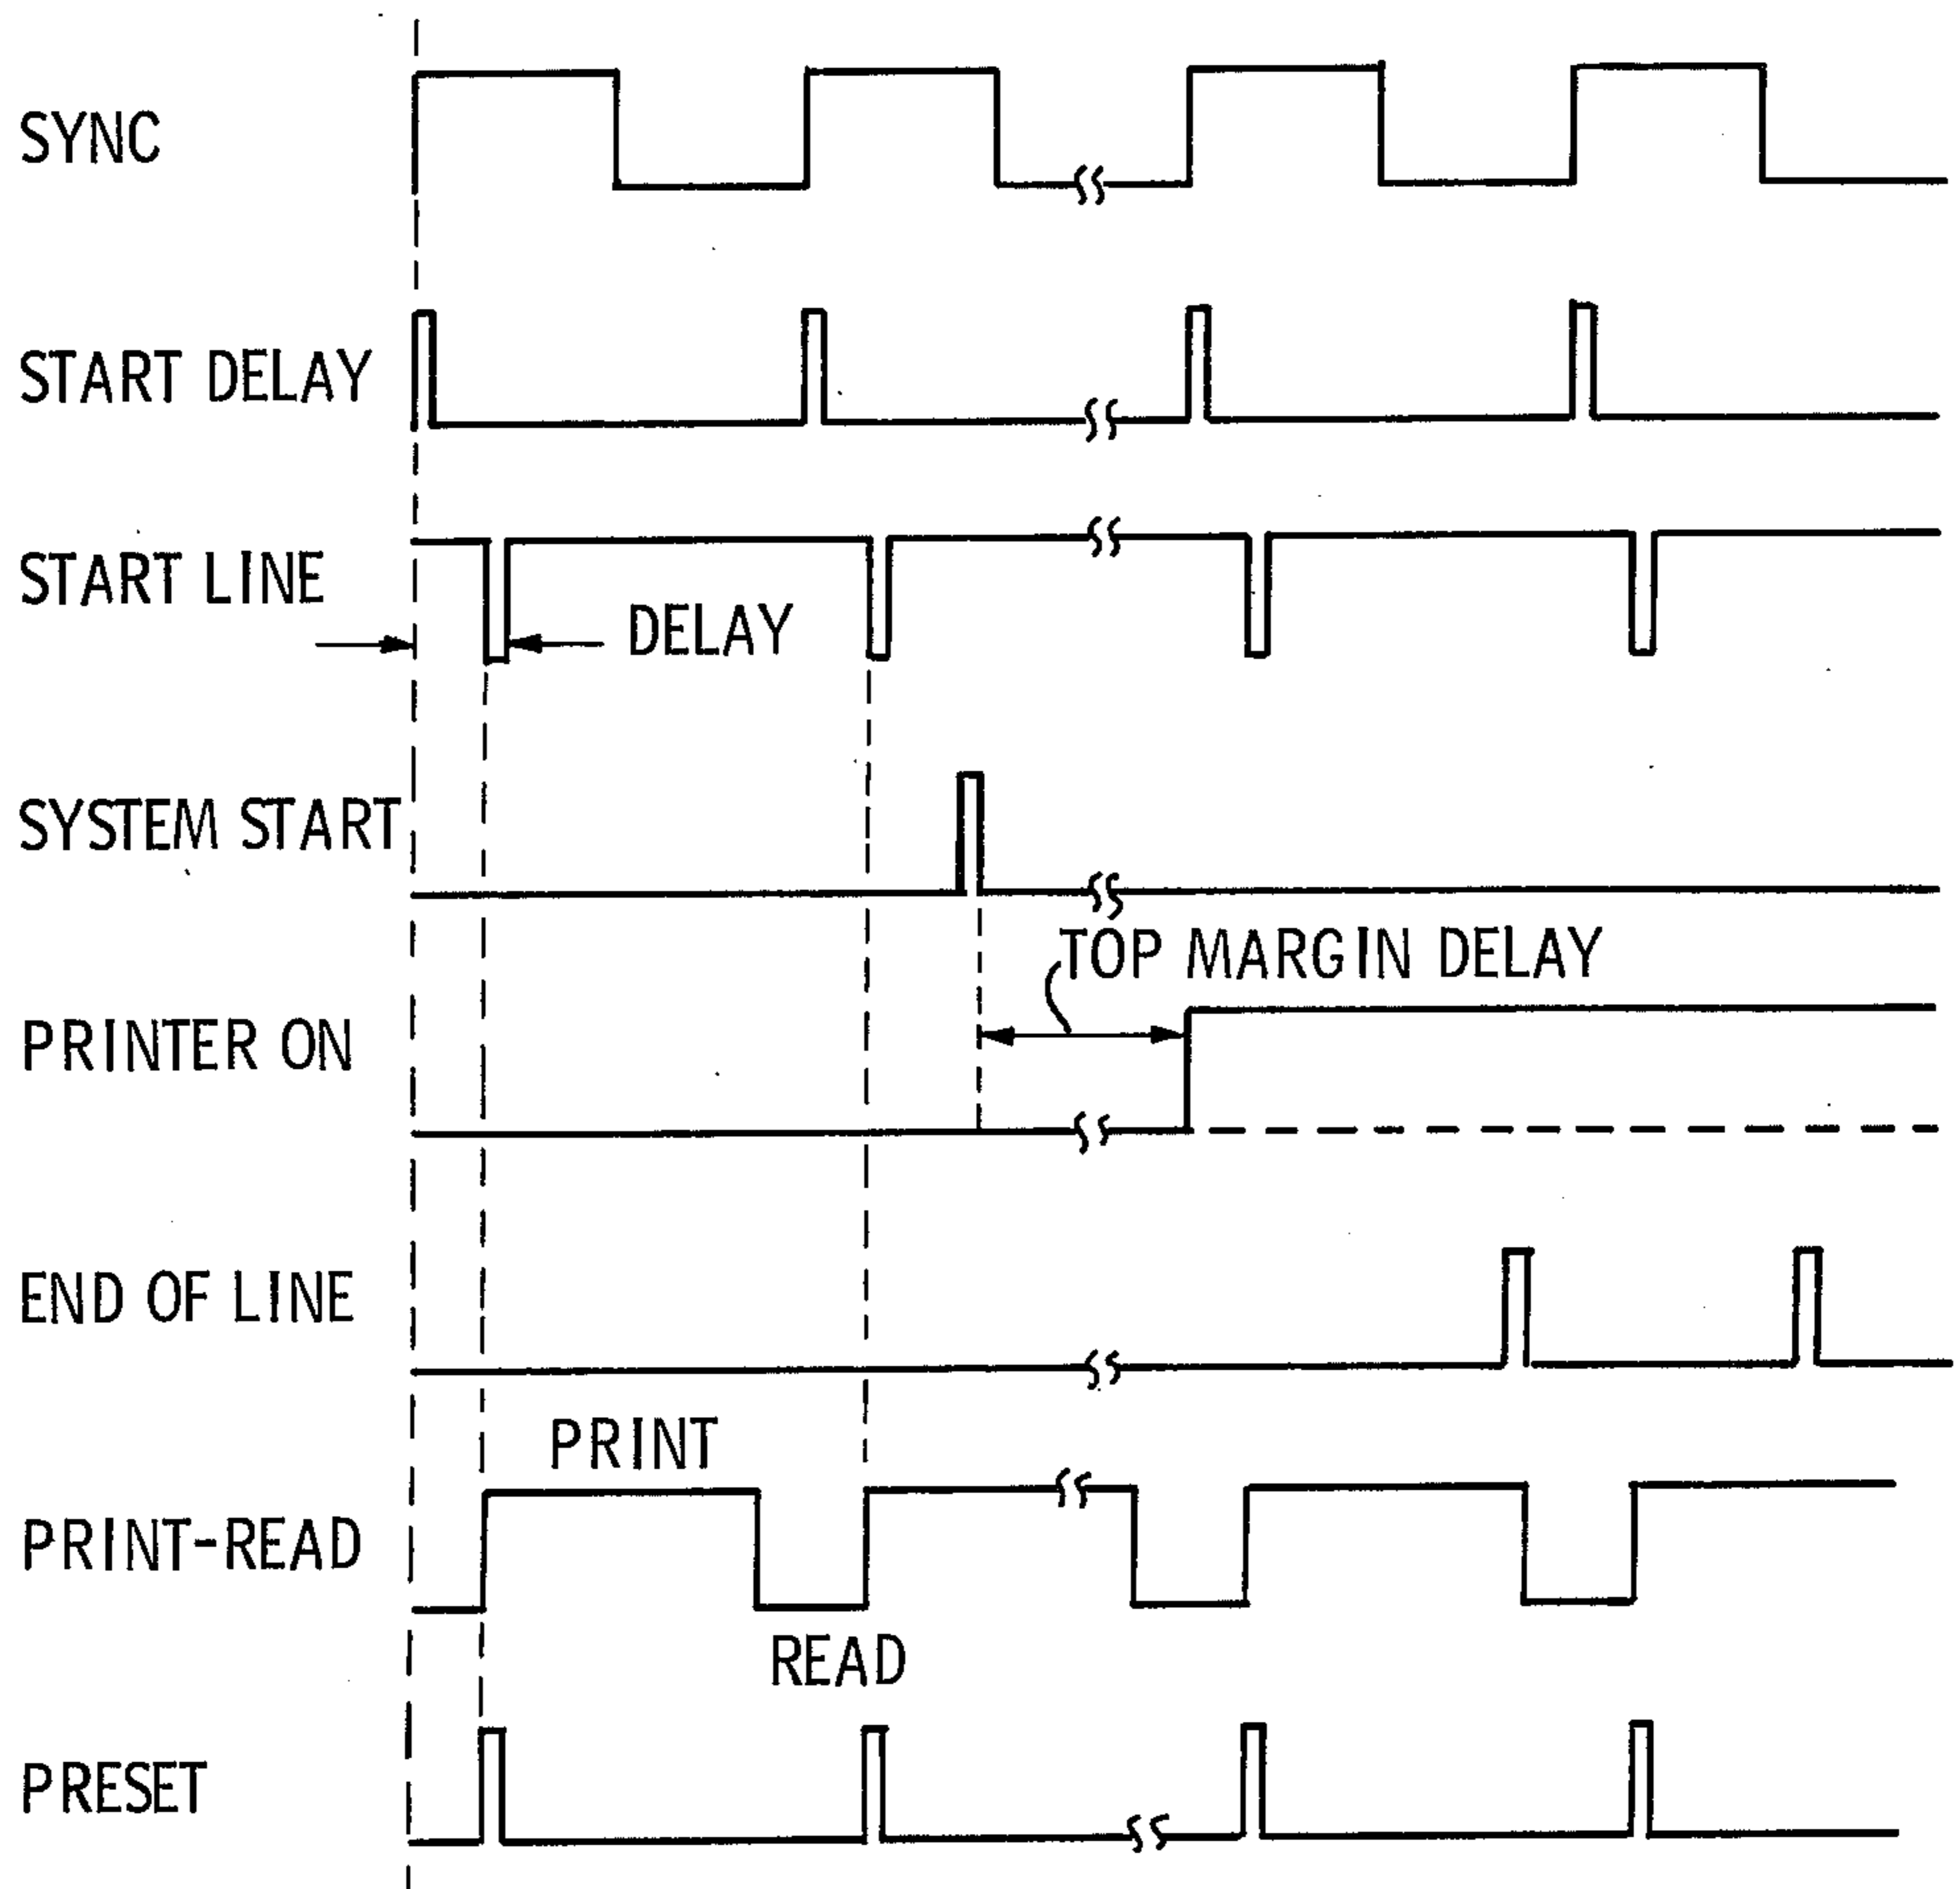 SYNC
START DELAY
START LINE
DELAY
SYSTEM START
TOP MARGIN DELAY
PRINTER ON
END OF LINE
PRINT
PRINT-READ
READ
PRESET